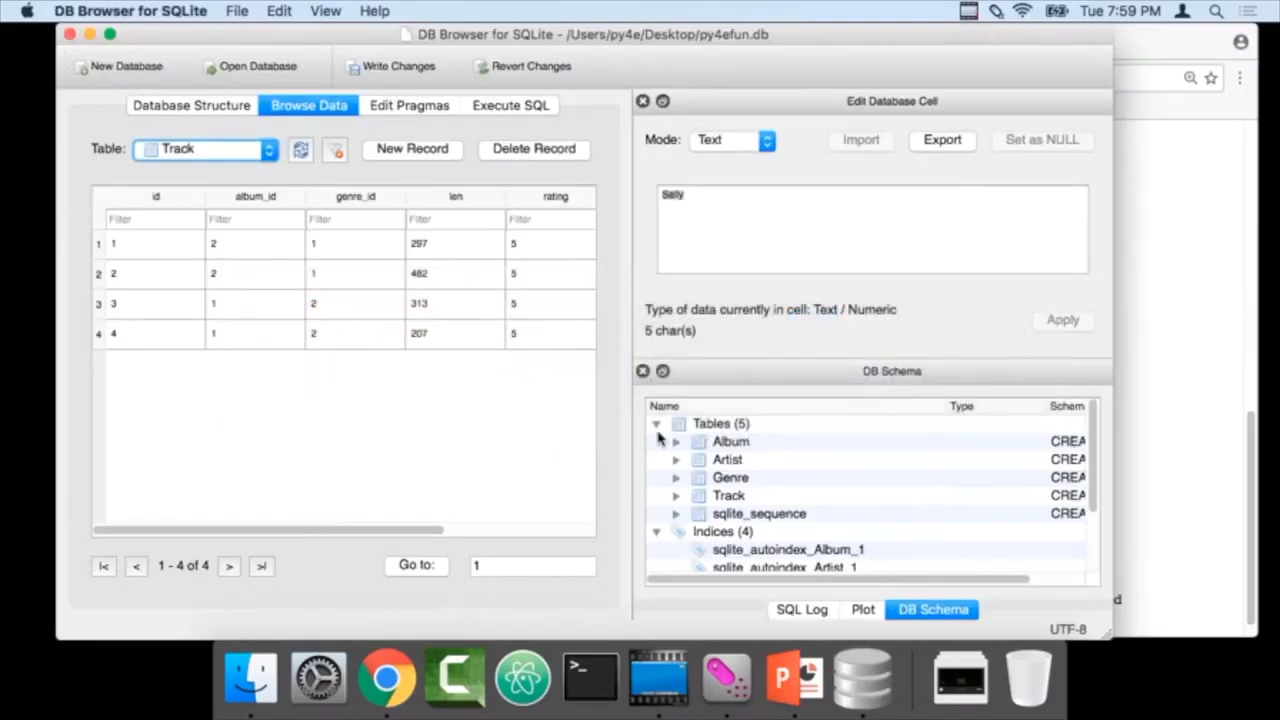 DB Browser for SQLite File Edit View Help Tue 7:59 PM
DB Browser for SQLite - /Users/py4e/Desktop/py4efun.db
New Database Open Database Write Changes Revert Changes
Database Structure Browse Data Edit Pragmas Execute SQL
Edit Database Cell
Table: Track New Record Delete Record
Mode: Text Import Export Set as NULL
id album_id genre_id len rating
Filter Filter Filter Filter Filter
1 1 2 1 297 5
2 2 2 1 482 5
3 3 1 2 313 5
4 4 1 2 207 5
Sally
Type of data currently in cell: Text / Numeric
5 char(s)
Apply
DB Schema
Name Type Schem
Tables (5)
Album CREA
Artist CREA
Genre CREA
Track CREA
sqlite_sequence CREA
Indices (4)
sqlite_autoindex_Album_1
sqlite_autoindex_Artist_1
|< < 1 - 4 of 4 > >| Go to: 1
SQL Log Plot DB Schema
UTF-8
d